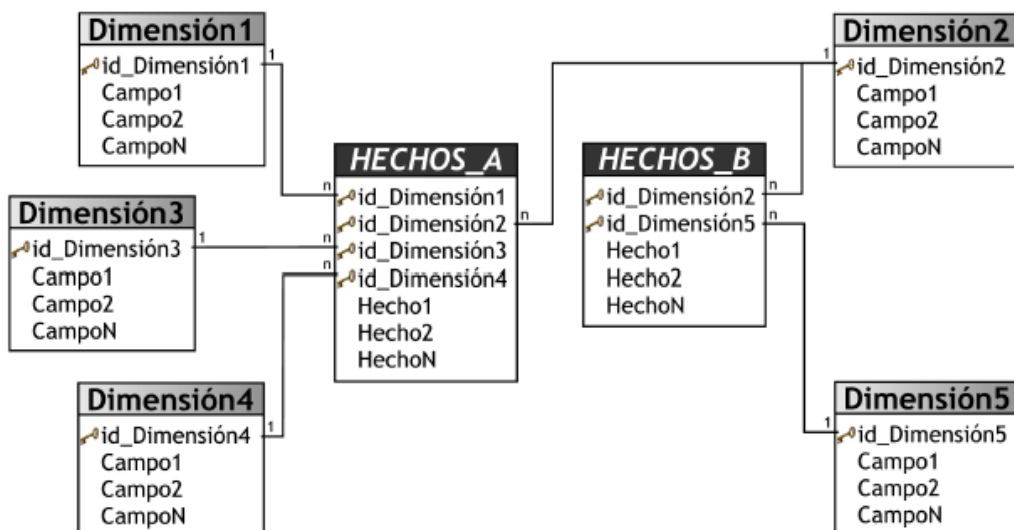 Dimensión1
id_Dimensión1
Campo1
Campo2
CampoN
1
Dimensión3
id_Dimensión3
Campo1
Campo2
CampoN
1
Dimensión4
id_Dimensión4
Campo1
Campo2
CampoN
1
HECHOS_A
id_Dimensión1
id_Dimensión2
id_Dimensión3
id_Dimensión4
Hecho1
Hecho2
HechoN
n
n
n
n
HECHOS_B
id_Dimensión2
id_Dimensión5
Hecho1
Hecho2
HechoN
n
n
Dimensión2
id_Dimensión2
Campo1
Campo2
CampoN
1
Dimensión5
id_Dimensión5
Campo1
Campo2
CampoN
1